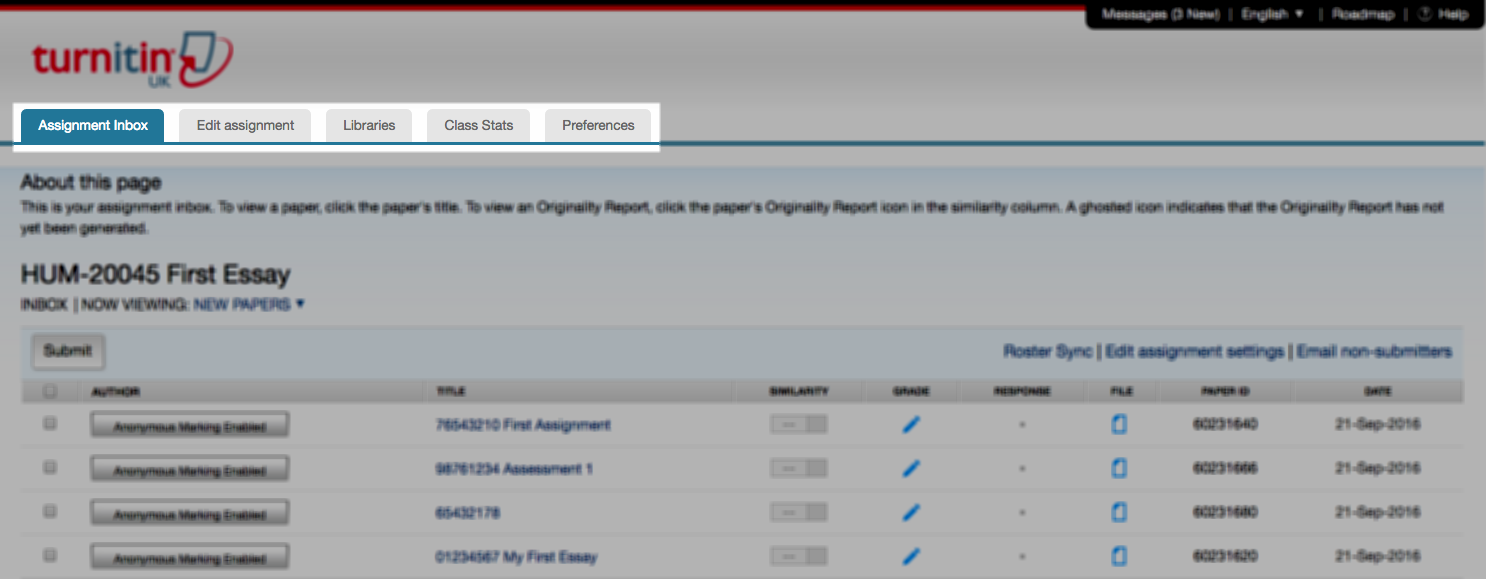 Messages (3 New) | English ▼ | Roadmap | ? Help
turnitin
UK
Assignment Inbox Edit assignment Libraries Class Stats Preferences
About this page
This is your assignment inbox. To view a paper, click the paper's title. To view an Originality Report, click the paper's Originality Report icon in the similarity column. A ghosted icon indicates that the Originality Report has not
yet been generated.
HUM-20045 First Essay
INBOX | NOW VIEWING: NEW PAPERS ▼
Submit Roster Sync | Edit assignment settings | Email non-submitters
AUTHOR TITLE SIMILARITY GRADE RESPONSE FILE PAPER ID DATE
Anonymous Marking Enabled 76543210 First Assignment -- 60231640 21-Sep-2016
Anonymous Marking Enabled 98761234 Assessment 1 -- 60231666 21-Sep-2016
Anonymous Marking Enabled 65432178 -- 60231680 21-Sep-2016
Anonymous Marking Enabled 01234567 My First Essay -- 60231620 21-Sep-2016